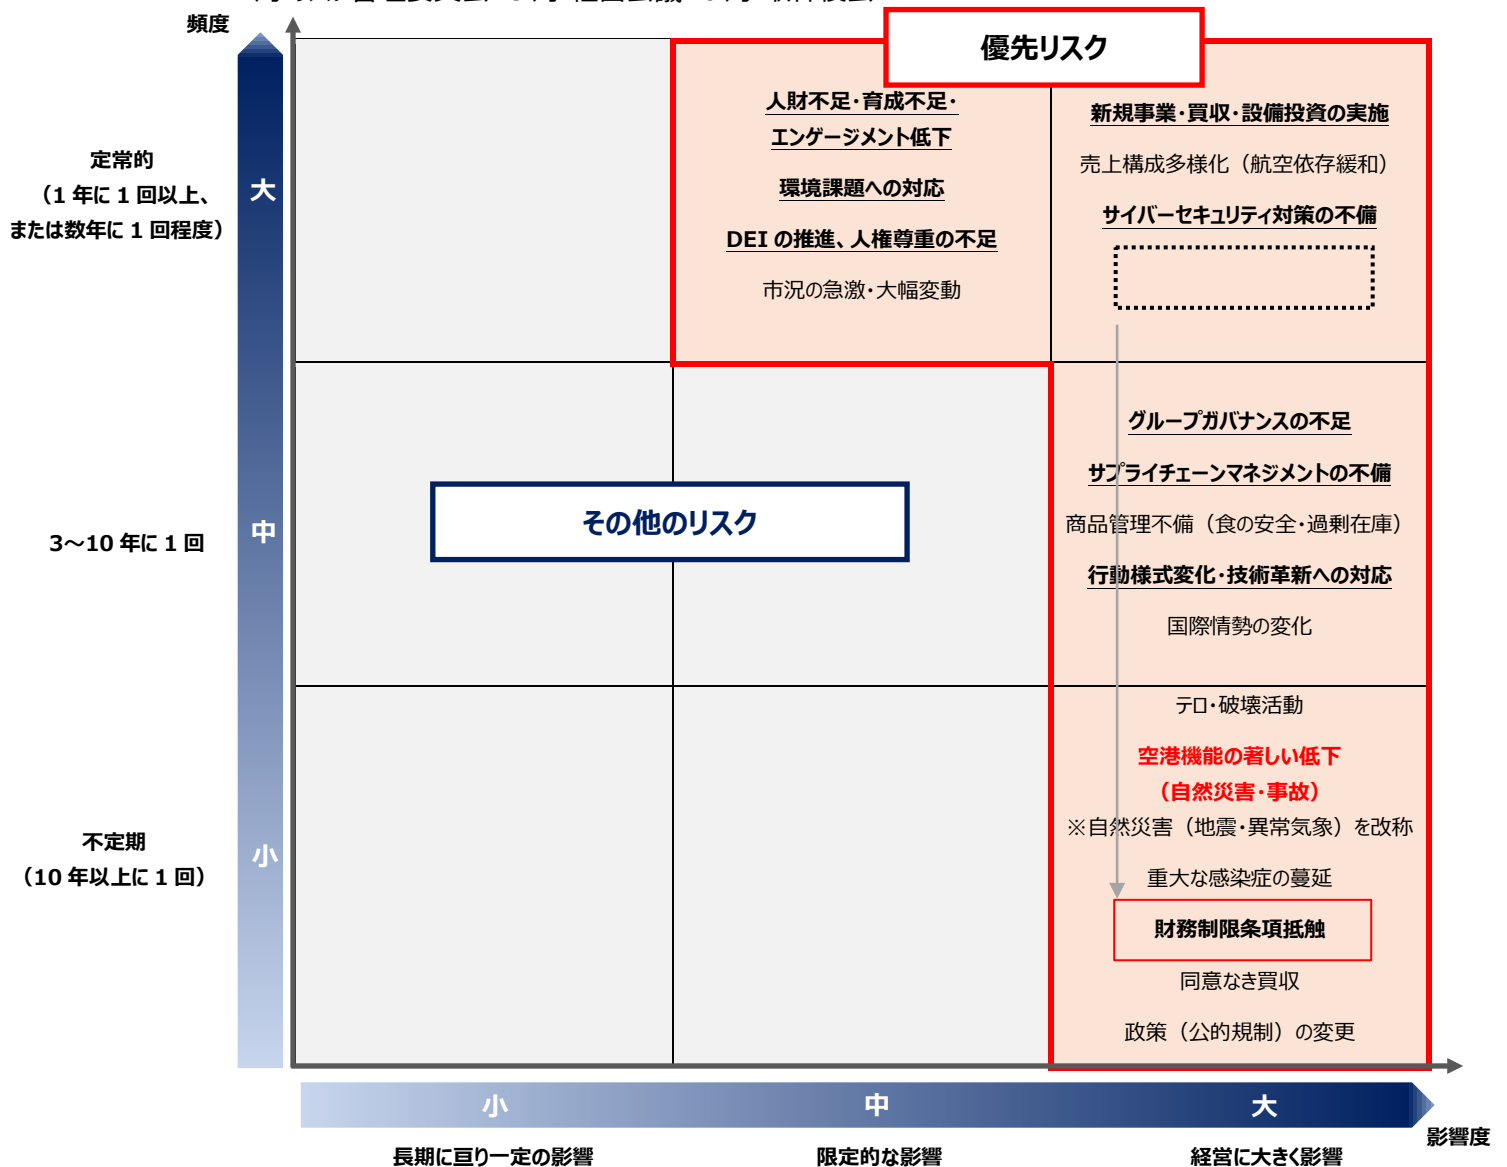 頻度
優先リスク
定常的
（1 年に 1 回以上、
または数年に 1 回程度）
大
人財不足・育成不足・
エンゲージメント低下
環境課題への対応
DEI の推進、人権尊重の不足
市況の急激・大幅変動
新規事業・買収・設備投資の実施
売上構成多様化（航空依存緩和）
サイバーセキュリティ対策の不備
3～10 年に 1 回
中
その他のリスク
グループガバナンスの不足
サプライチェーンマネジメントの不備
商品管理不備（食の安全・過剰在庫）
行動様式変化・技術革新への対応
国際情勢の変化
不定期
（10 年以上に 1 回）
小
テロ・破壊活動
空港機能の著しい低下
（自然災害・事故）
※自然災害（地震・異常気象）を改称
重大な感染症の蔓延
財務制限条項抵触
同意なき買収
政策（公的規制）の変更
小
中
大
影響度
長期に亘り一定の影響
限定的な影響
経営に大きく影響